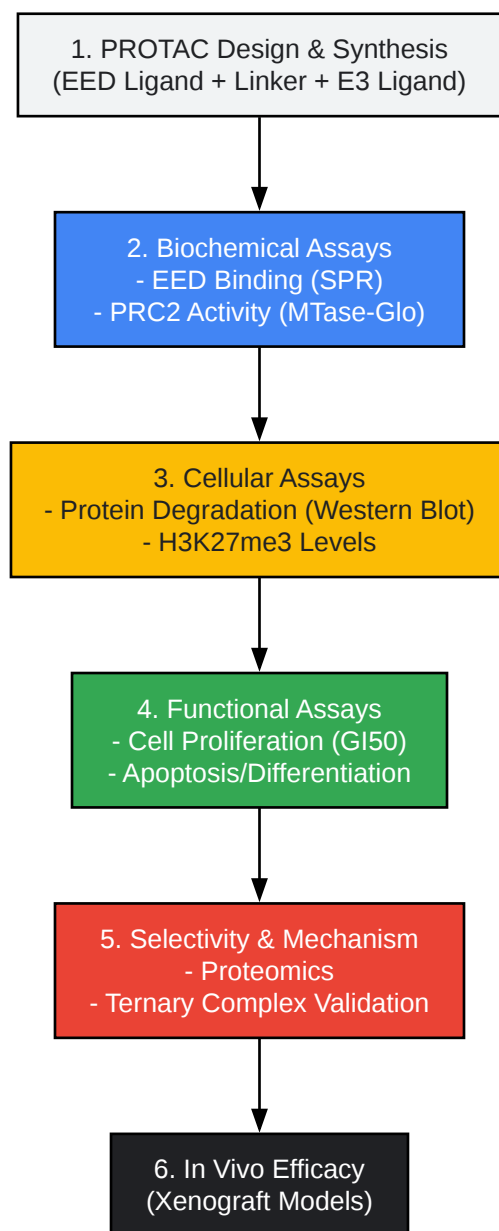 1. PROTAC Design & Synthesis
(EED Ligand + Linker + E3 Ligand)
2. Biochemical Assays
- EED Binding (SPR)
- PRC2 Activity (MTase-Glo)
3. Cellular Assays
- Protein Degradation (Western Blot)
- H3K27me3 Levels
4. Functional Assays
- Cell Proliferation (GI50)
- Apoptosis/Differentiation
5. Selectivity & Mechanism
- Proteomics
- Ternary Complex Validation
6. In Vivo Efficacy
(Xenograft Models)